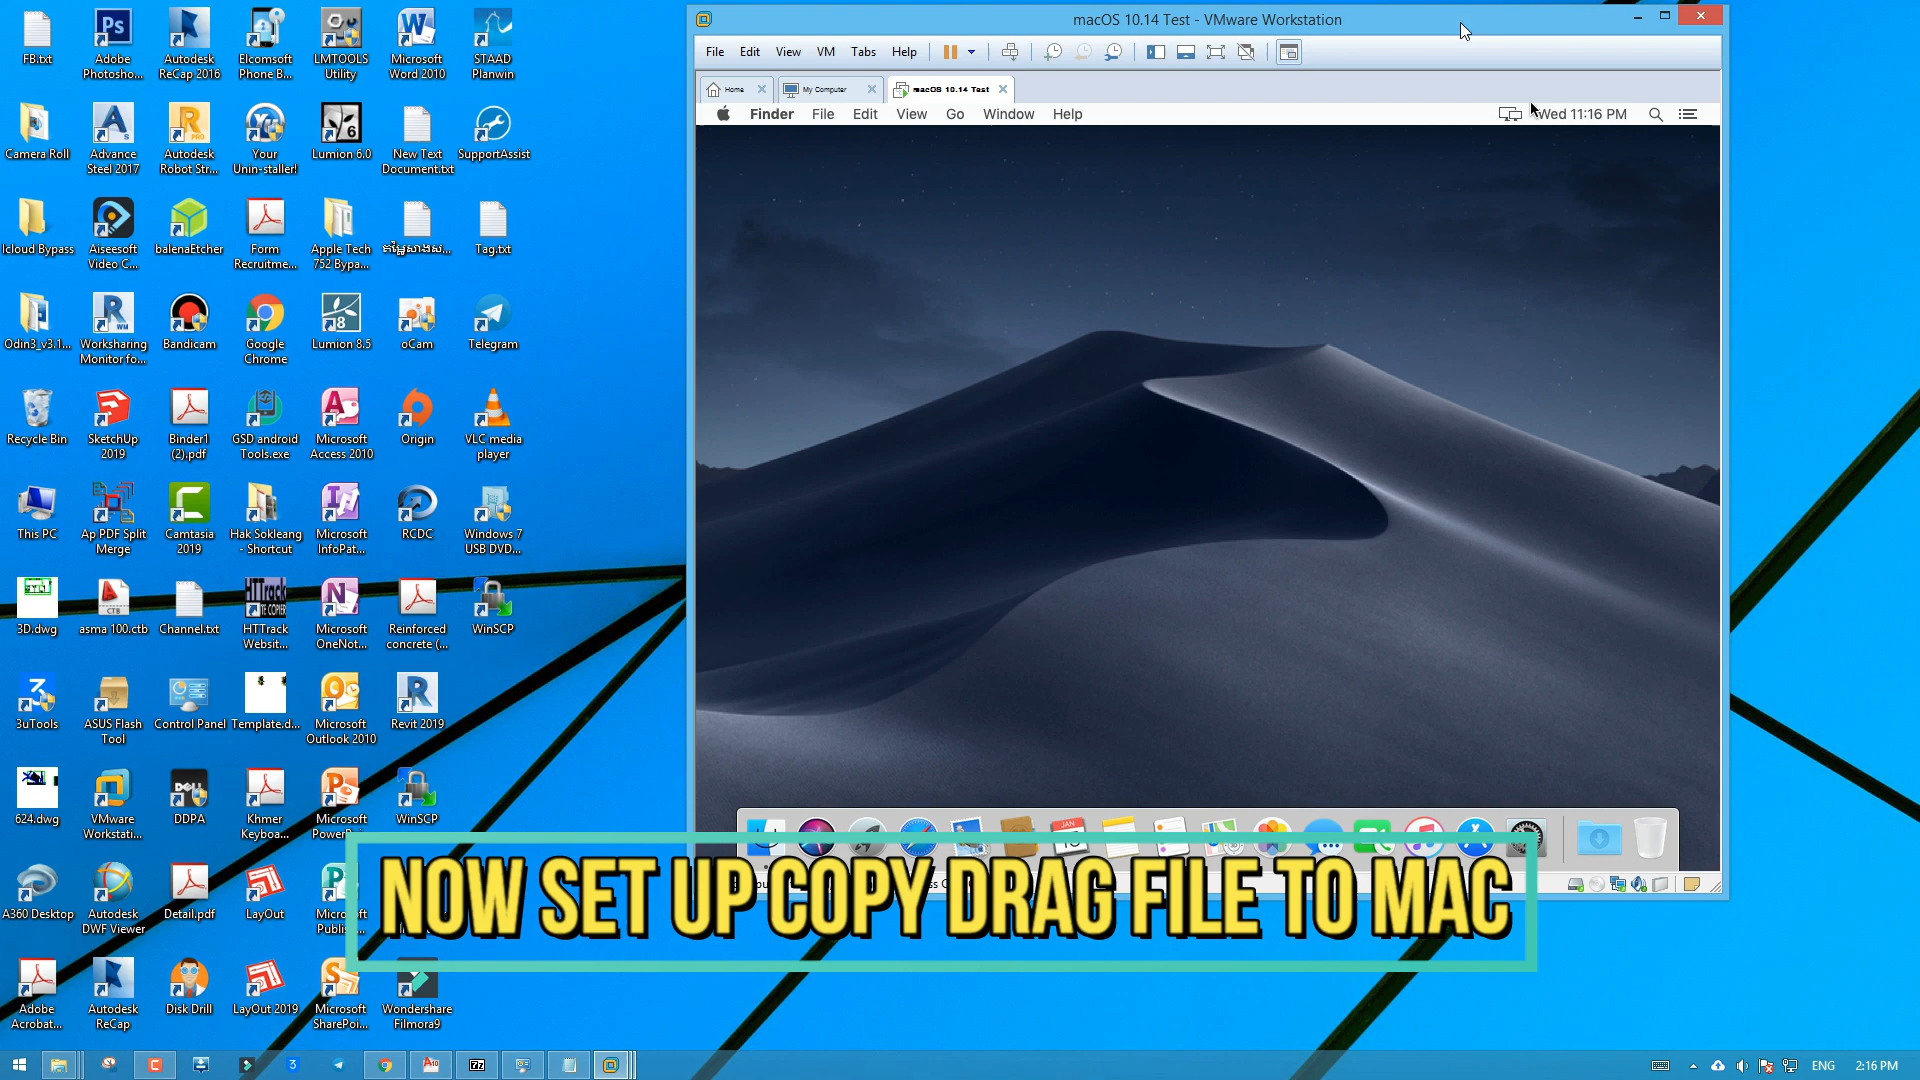 macOS 10.14 Test - VMware Workstation
File Edit View VM Tabs Help
Home
My Computer
macOS 10.14 Test
Finder File Edit View Go Window Help
Wed 11:16 PM
FB.txt
Adobe Photosho...
Autodesk ReCap 2016
Elcomsoft Phone B...
LMTOOLS Utility
Microsoft Word 2010
STAAD Planwin
Camera Roll
Advance Steel 2017
Autodesk Robot Str...
Your Unin-staller!
Lumion 6.0
New Text Document.txt
SupportAssist
Icloud Bypass
Aiseesoft Video C...
balenaEtcher
Form Recruitme...
Apple Tech 752 Bypa...
Tag.txt
Odin3_v3.1...
Worksharing Monitor fo...
Bandicam
Google Chrome
Lumion 8.5
oCam
Telegram
Recycle Bin
SketchUp 2019
Binder1 (2).pdf
GSD android Tools.exe
Microsoft Access 2010
Origin
VLC media player
This PC
Ap PDF Split Merge
Camtasia 2019
Hak Sokleang - Shortcut
Microsoft InfoPat...
RCDC
Windows 7 USB DVD...
3D.dwg
asma 100.ctb
Channel.txt
HTTrack Websit...
Microsoft OneNot...
Reinforced concrete (...
WinSCP
3uTools
ASUS Flash Tool
Control Panel
Template.d...
Microsoft Outlook 2010
Revit 2019
624.dwg
VMware Workstati...
DDPA
Khmer Keyboa...
Microsoft PowerPoi...
WinSCP
A360 Desktop
Autodesk DWF Viewer
Detail.pdf
LayOut
NOW SET UP COPY DRAG FILE TO MAC
Adobe Acrobat...
Autodesk ReCap
Disk Drill
LayOut 2019
Microsoft SharePoi...
Wondershare Filmora9
ENG
2:16 PM